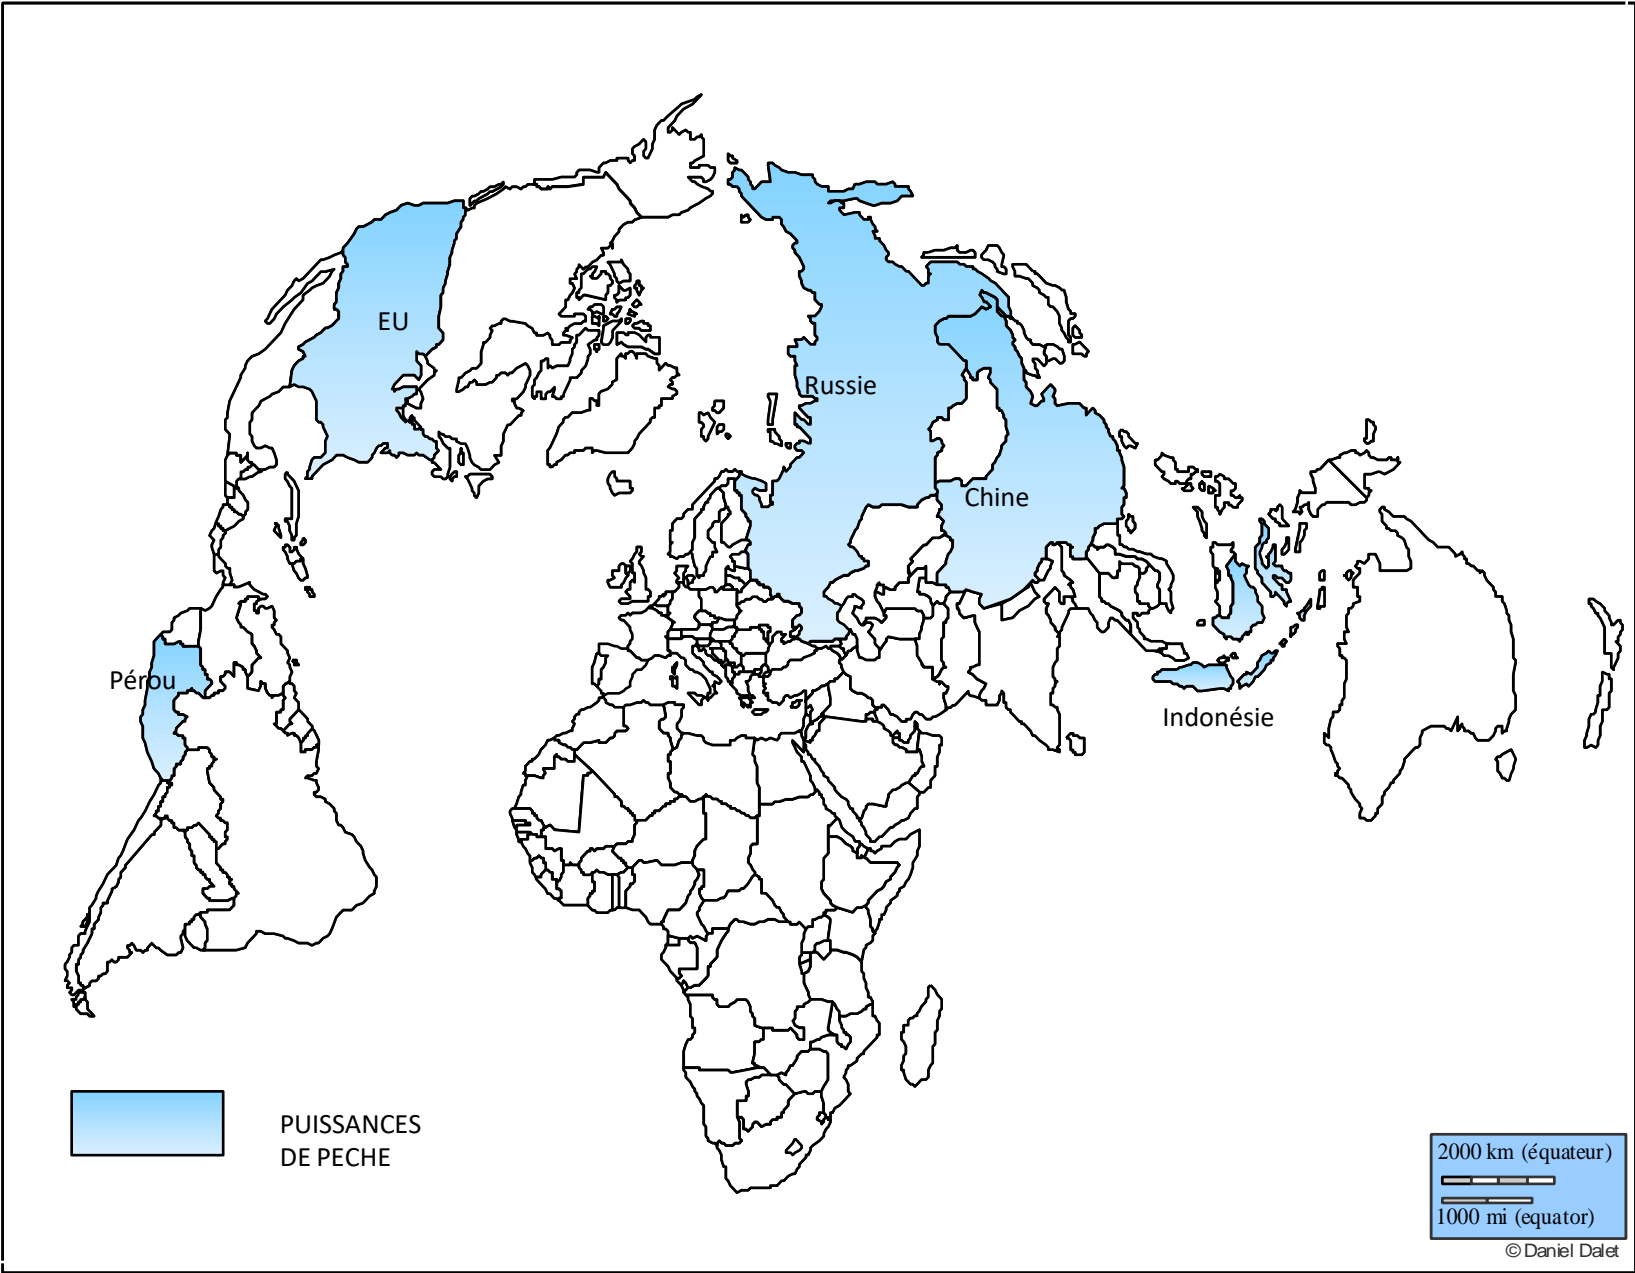 EU
Russie
Chine
Pérou
Indonésie
PUISSANCES
DE PECHE
2000 km (équateur)
1000 mi (equator)
© Daniel Dalet